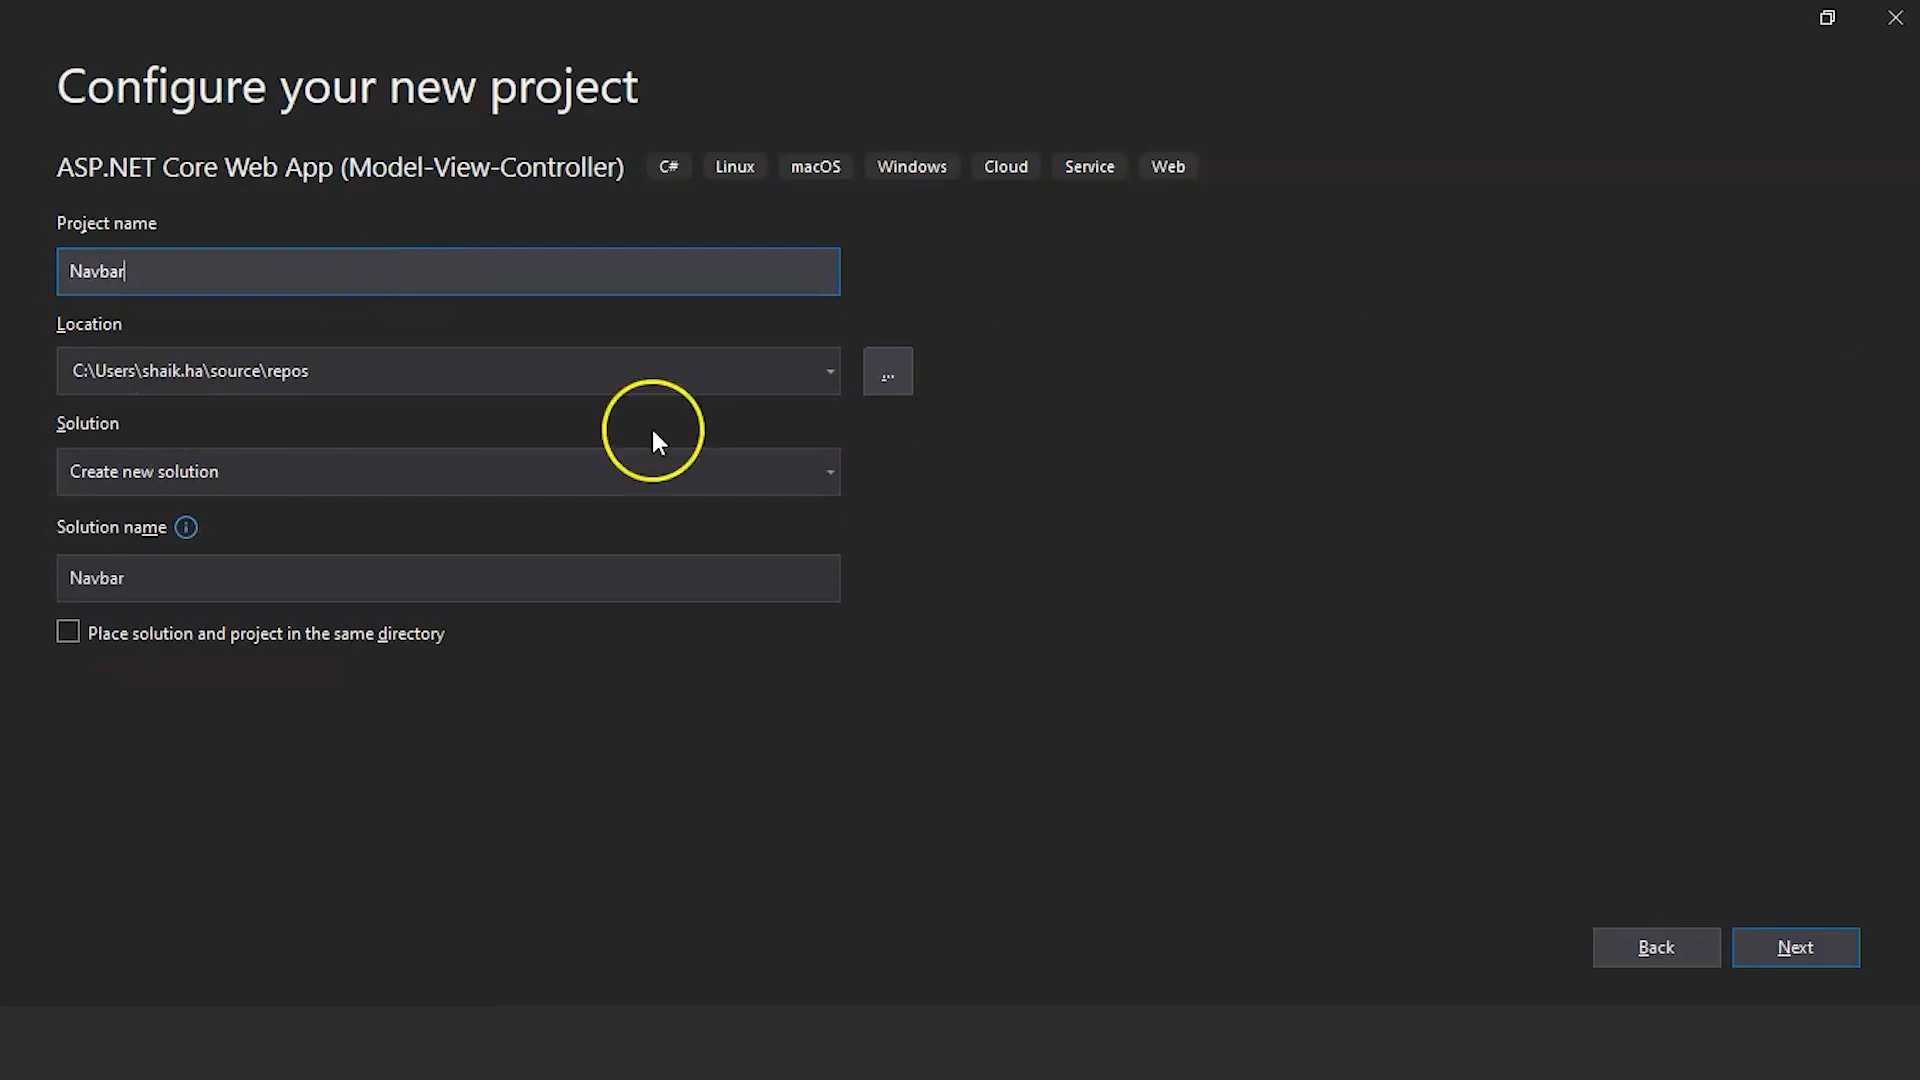 Configure your new project
ASP.NET Core Web App (Model-View-Controller) C# Linux macOS Windows Cloud Service Web
Project name
Navbar
Location
C:\Users\shaik.ha\source\repos
...
Solution
Create new solution
Solution name
Navbar
Place solution and project in the same directory
Back Next